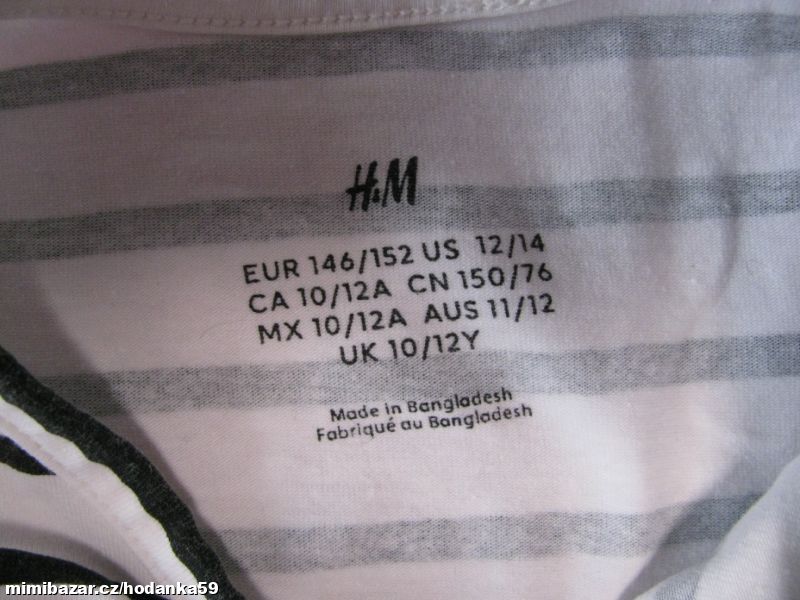 H&M
EUR 146/152 US 12/14
CA 10/12A CN 150/76
MX 10/12A AUS 11/12
UK 10/12Y
Made in Bangladesh
Fabriqué au Bangladesh
mimibazar.cz/hodanka59